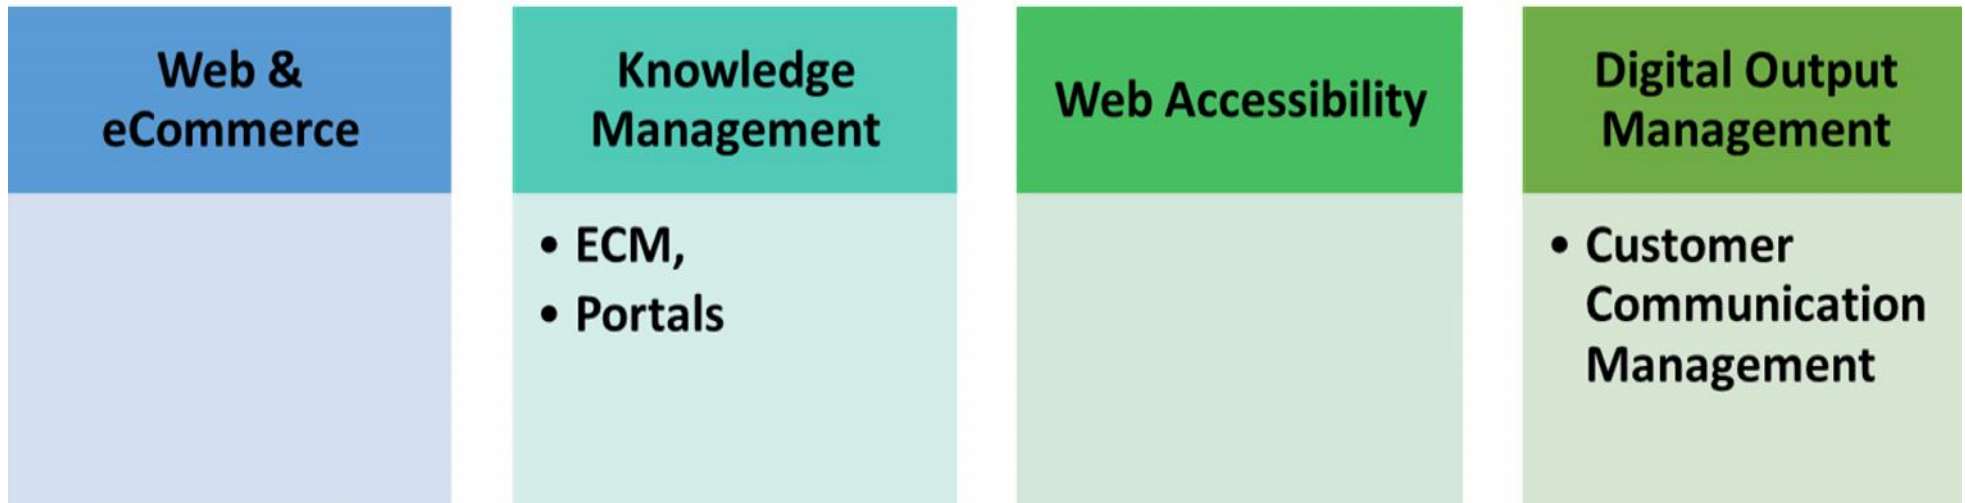 Web &
eCommerce
Knowledge
Management
• ECM,
• Portals
Web Accessibility
Digital Output
Management
• Customer
Communication
Management